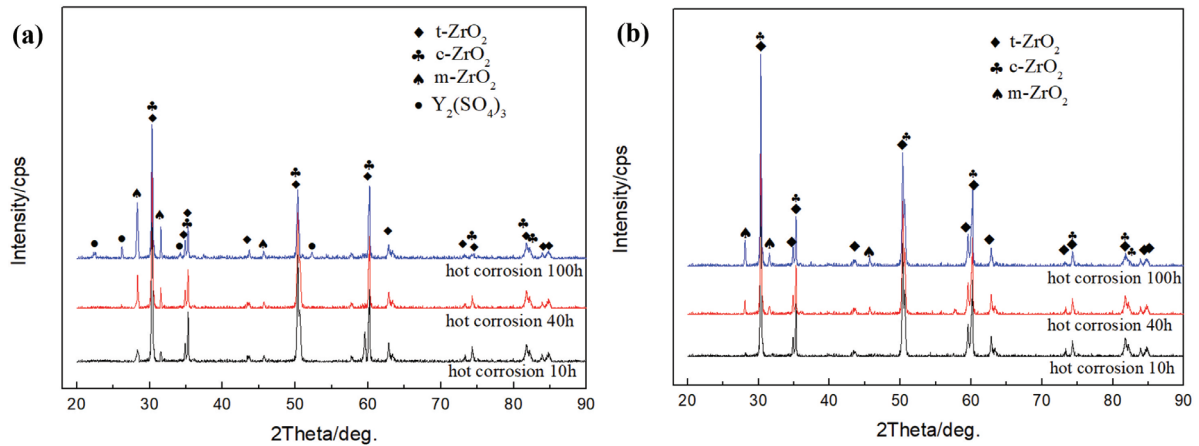 (a)
◆ t-ZrO2
♣ c-ZrO2
♠ m-ZrO2
● Y2(SO4)3
Intensity/cps
hot corrosion 100h
hot corrosion 40h
hot corrosion 10h
20 30 40 50 60 70 80 90
2Theta/deg.
(b)
◆ t-ZrO2
♣ c-ZrO2
♠ m-ZrO2
Intensity/cps
hot corrosion 100h
hot corrosion 40h
hot corrosion 10h
20 30 40 50 60 70 80 90
2Theta/deg.